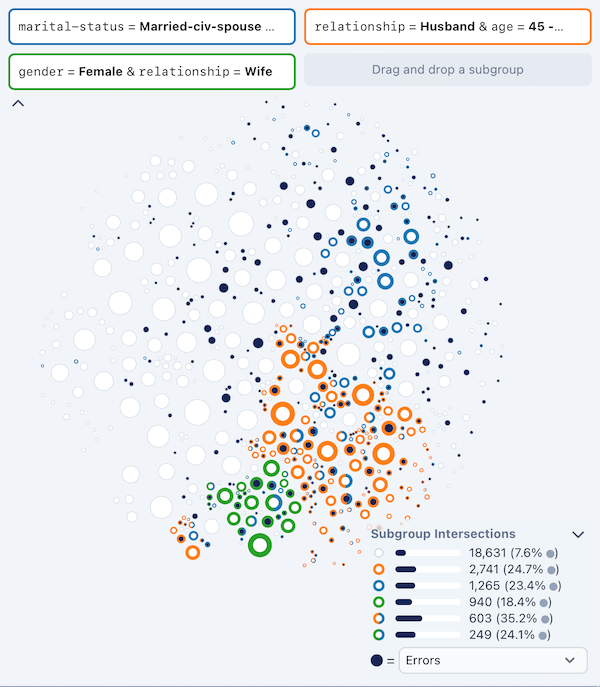 marital-status = Married-civ-spouse ...
relationship = Husband & age = 45 -...
gender = Female & relationship = Wife
Drag and drop a subgroup
Subgroup Intersections
18,631 (7.6% )
2,741 (24.7% )
1,265 (23.4% )
940 (18.4% )
603 (35.2% )
249 (24.1% )
= Errors